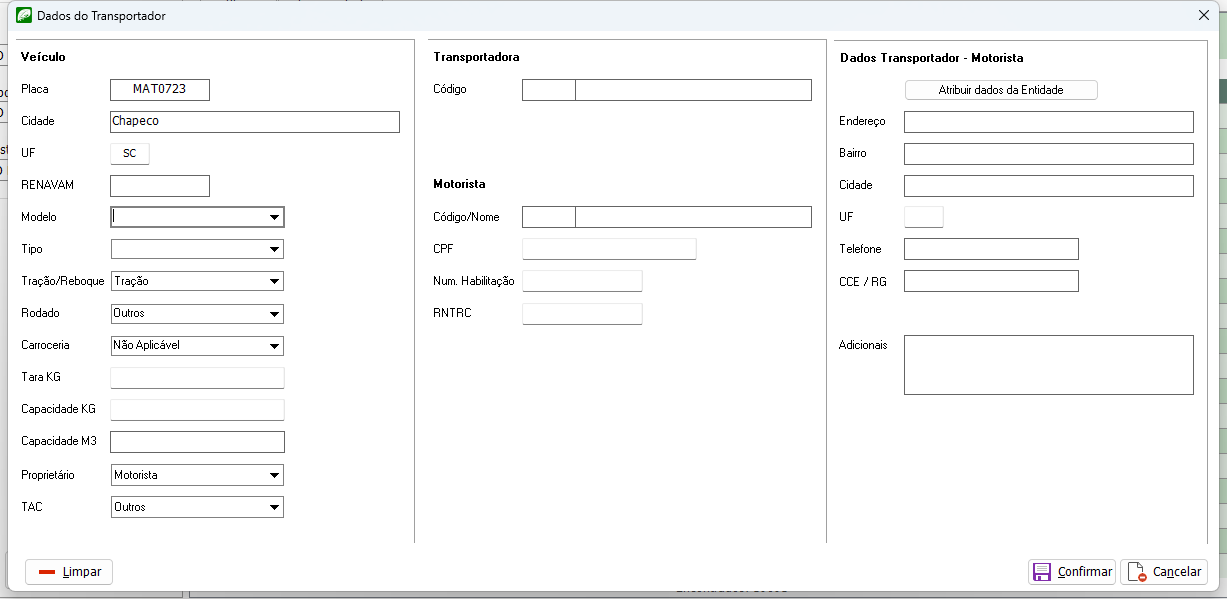 Dados do Transportador
Veículo
Placa MAT0723
Cidade Chapeco
UF SC
RENAVAM
Modelo
Tipo
Tração/Reboque Tração
Rodado Outros
Carroceria Não Aplicável
Tara KG
Capacidade KG
Capacidade M3
Proprietário Motorista
TAC Outros
Transportadora
Código
Motorista
Código/Nome
CPF
Num. Habilitação
RNTRC
Dados Transportador - Motorista
Atribuir dados da Entidade
Endereço
Bairro
Cidade
UF
Telefone
CCE / RG
Adicionais
Limpar
Confirmar
Cancelar